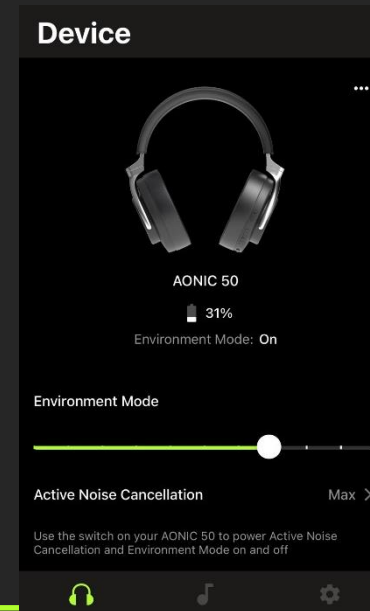 Device
AONIC 50
31%
Environment Mode: On
Environment Mode
Active Noise Cancellation Max
Use the switch on your AONIC 50 to power Active Noise
Cancellation and Environment Mode on and off